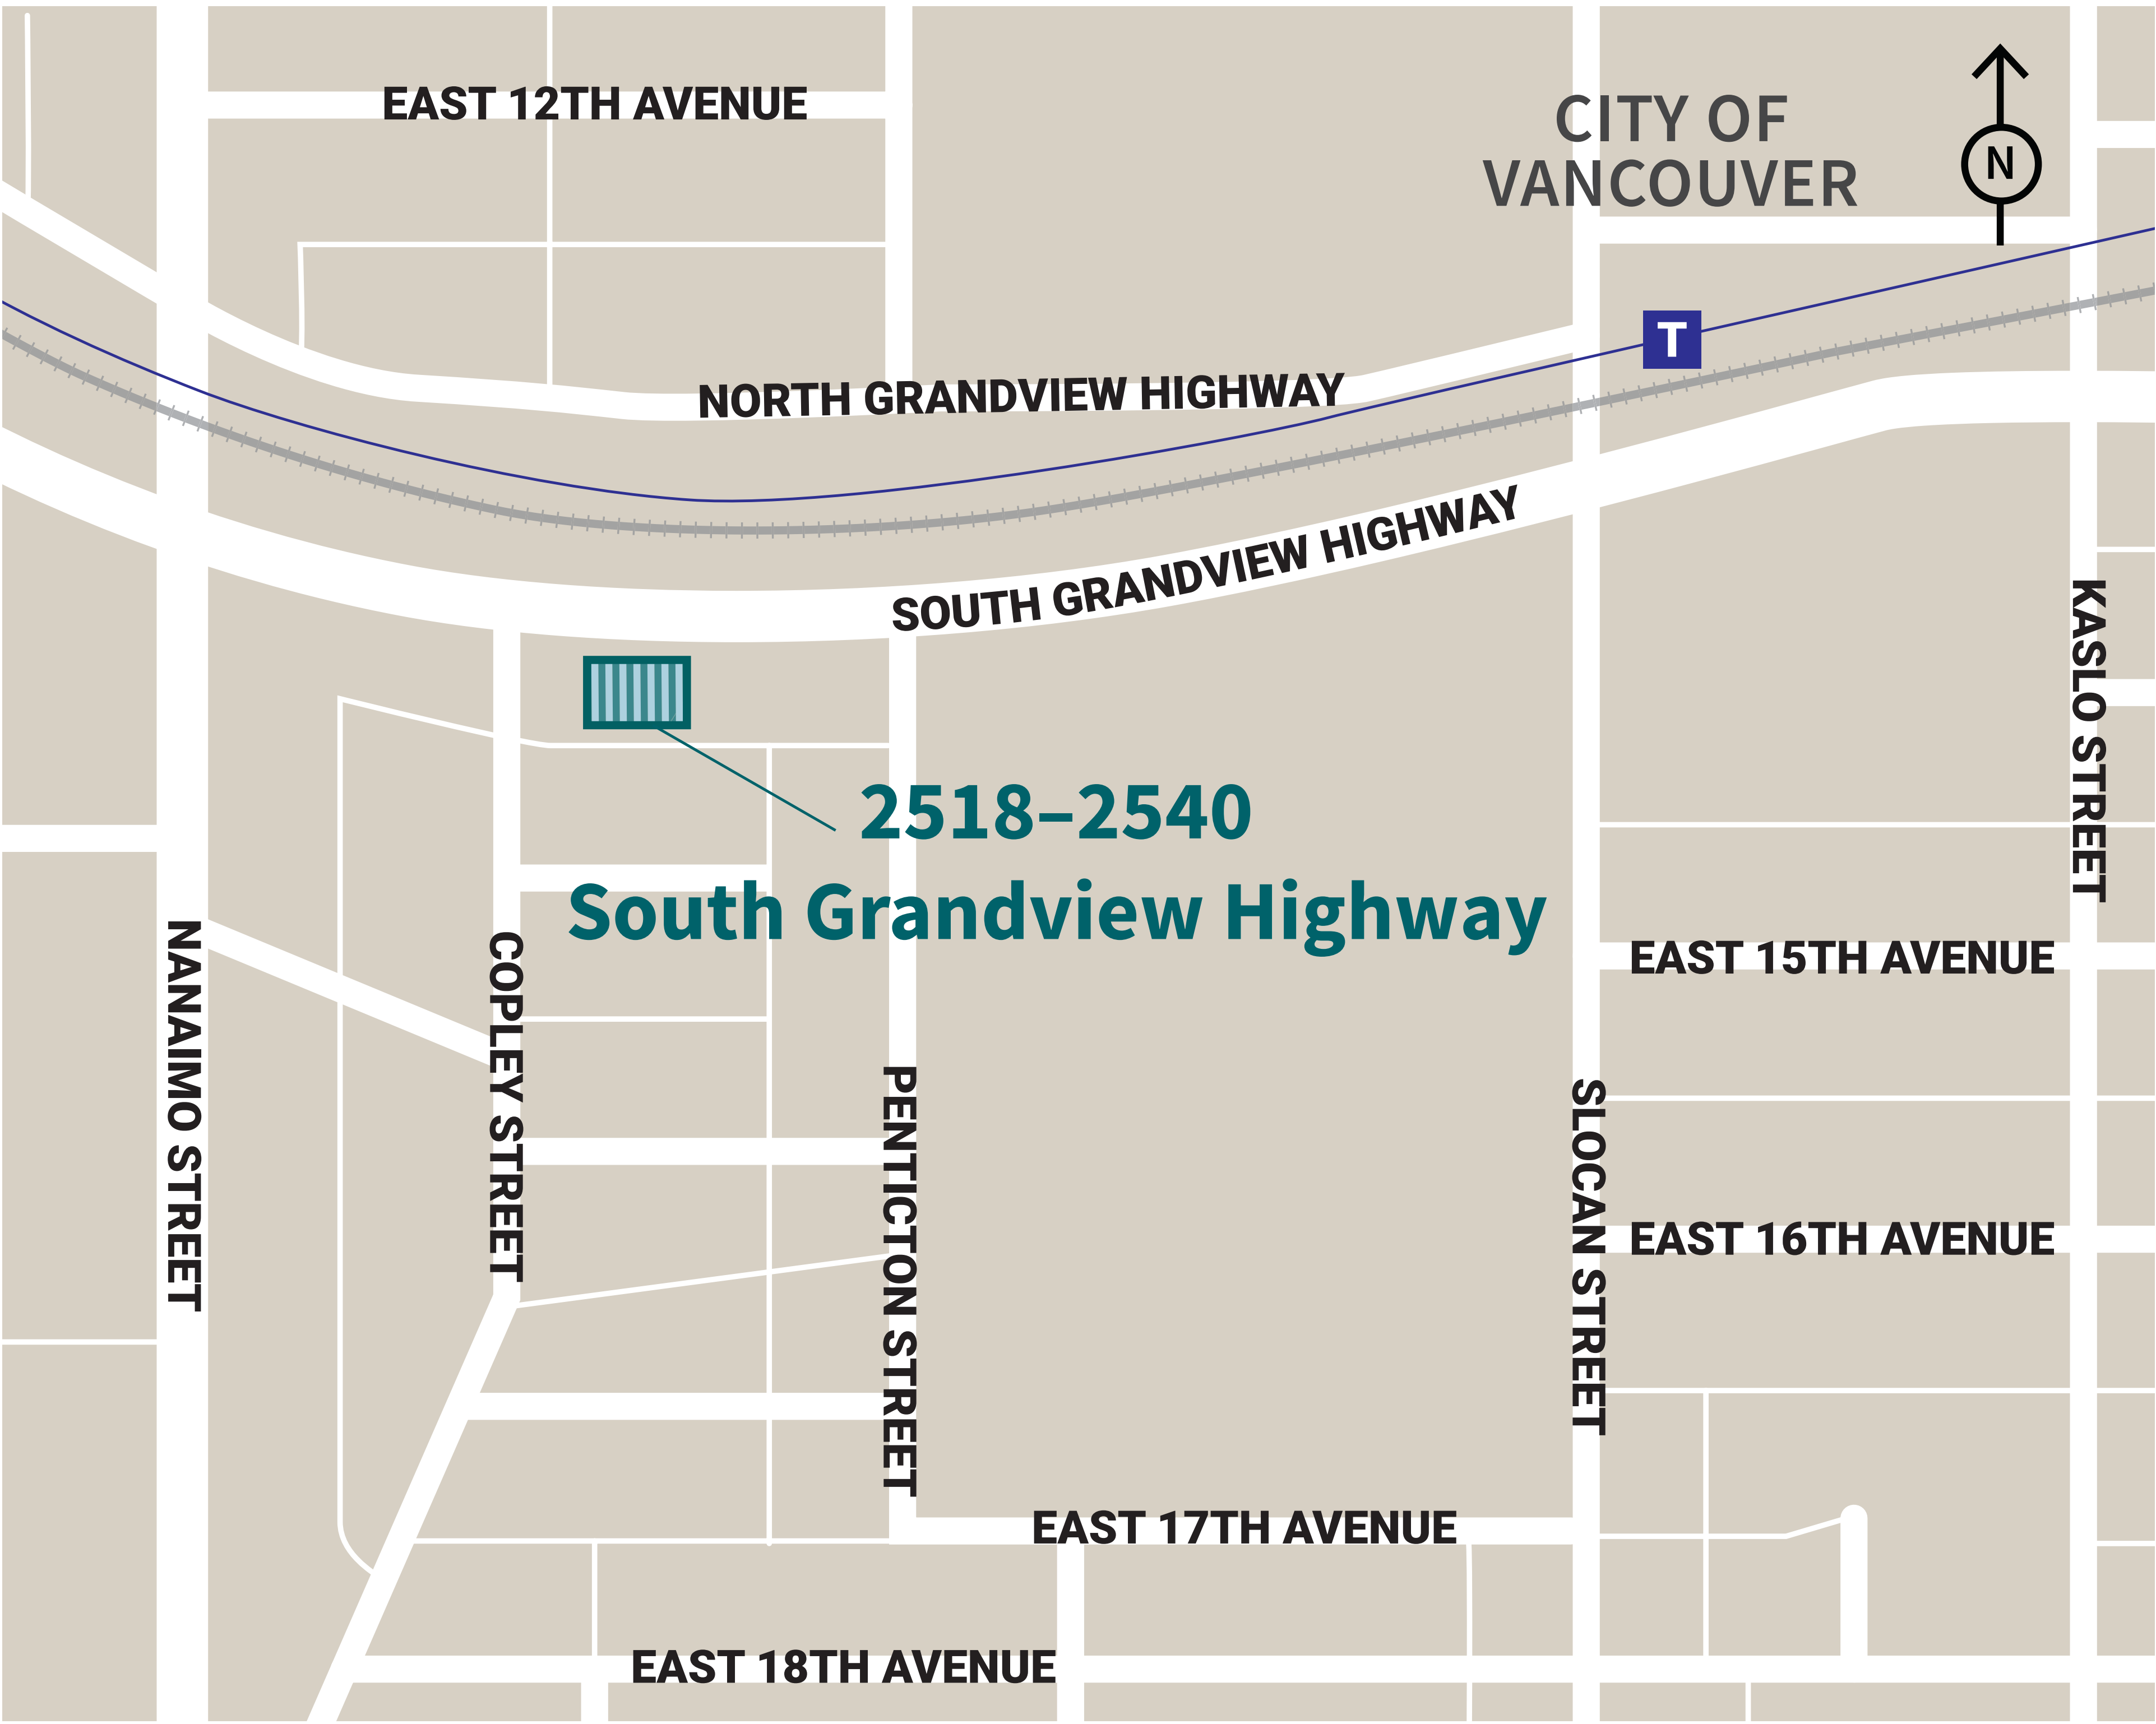 EAST 12TH AVENUE
CITY OF
VANCOUVER
N
T
NORTH GRANDVIEW HIGHWAY
SOUTH GRANDVIEW HIGHWAY
KASLO STREET
2518–2540
South Grandview Highway
NANAIMO STREET
COPLEY STREET
EAST 15TH AVENUE
PENTICTON STREET
SLOCAN STREET
EAST 16TH AVENUE
EAST 17TH AVENUE
EAST 18TH AVENUE